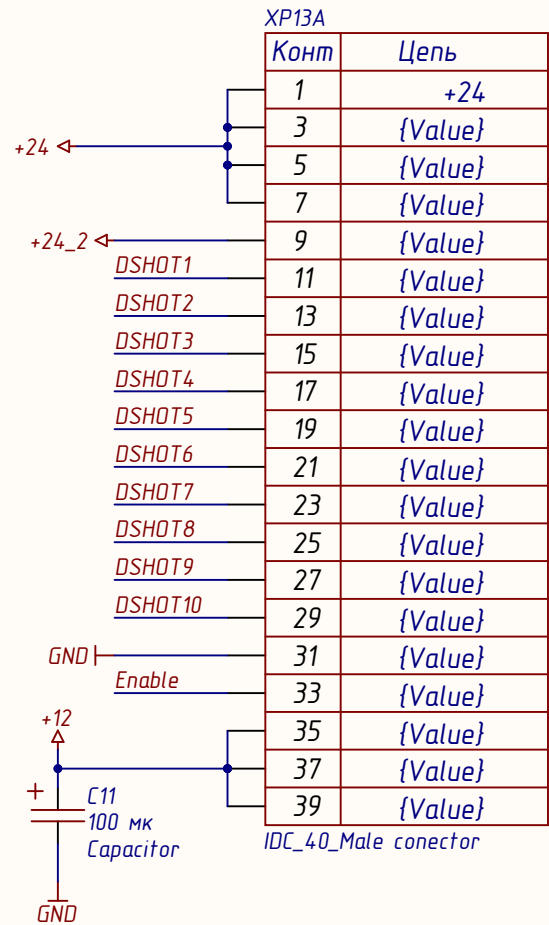 XP13A
Конт Цепь
1 +24
3 {Value}
+24
5 {Value}
7 {Value}
+24_2 9 {Value}
DSHOT1 11 {Value}
DSHOT2 13 {Value}
DSHOT3 15 {Value}
DSHOT4 17 {Value}
DSHOT5 19 {Value}
DSHOT6 21 {Value}
DSHOT7 23 {Value}
DSHOT8 25 {Value}
DSHOT9 27 {Value}
DSHOT10 29 {Value}
GND 31 {Value}
Enable 33 {Value}
+12 35 {Value}
37 {Value}
39 {Value}
+ C11
100 мк
Capacitor
IDC_40_Male conector
GND